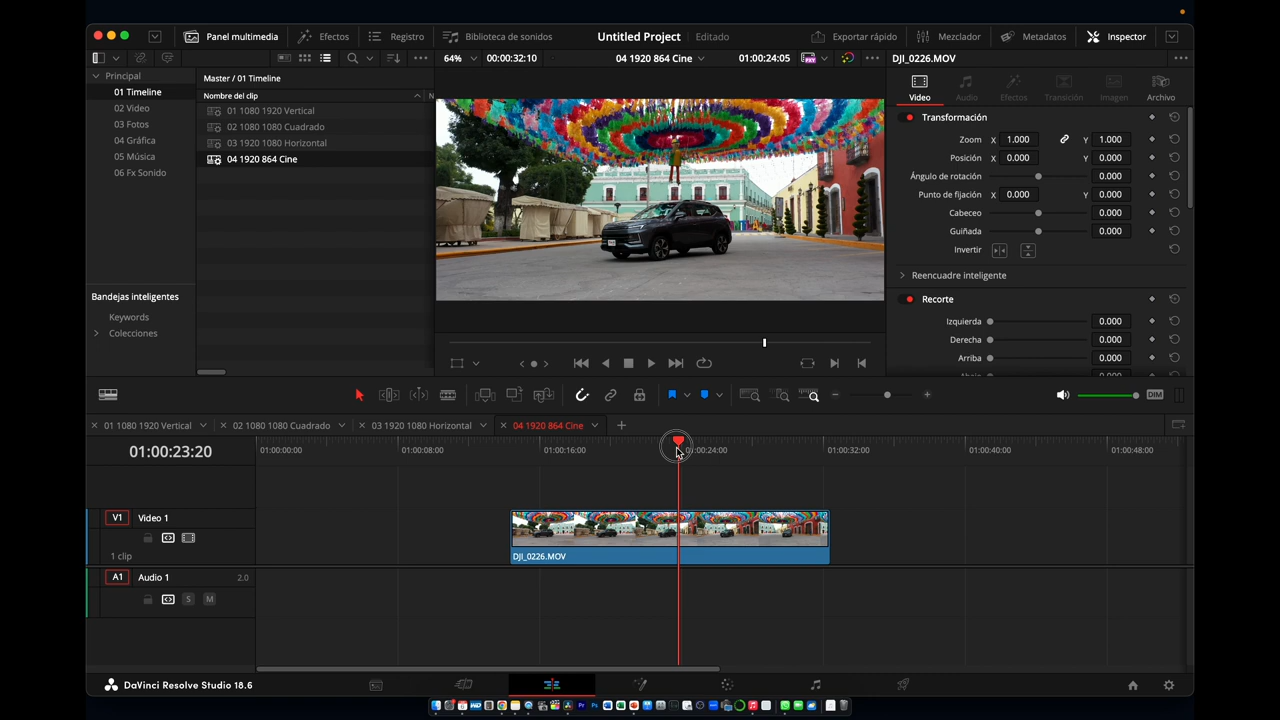 Panel multimedia
Efectos
Registro
Biblioteca de sonidos
Untitled Project
Editado
Exportar rápido
Mezclador
Metadatos
Inspector
64%
00:00:32:10
04 1920 864 Cine
01:00:24:05
DJI_0226.MOV
Principal
01 Timeline
02 Video
03 Fotos
04 Gráfica
05 Música
06 Fx Sonido
Bandejas inteligentes
Keywords
Colecciones
Master / 01 Timeline
Nombre del clip
N
01 1080 1920 Vertical
02 1080 1080 Cuadrado
03 1920 1080 Horizontal
04 1920 864 Cine
Video
Audio
Efectos
Transición
Imagen
Archivo
Transformación
Zoom X 1.000 Y 1.000
Posición X 0.000 Y 0.000
Ángulo de rotación 0.000
Punto de fijación X 0.000 Y 0.000
Cabeceo 0.000
Guiñada 0.000
Invertir
Reencuadre inteligente
Recorte
Izquierda 0.000
Derecha 0.000
Arriba 0.000
DIM
01 1080 1920 Vertical
02 1080 1080 Cuadrado
03 1920 1080 Horizontal
04 1920 864 Cine
01:00:23:20
01:00:00:00
01:00:08:00
01:00:16:00
01:00:24:00
01:00:32:00
01:00:40:00
01:00:48:00
V1 Video 1
1 clip
DJI_0226.MOV
A1 Audio 1 2.0
S M
DaVinci Resolve Studio 18.6